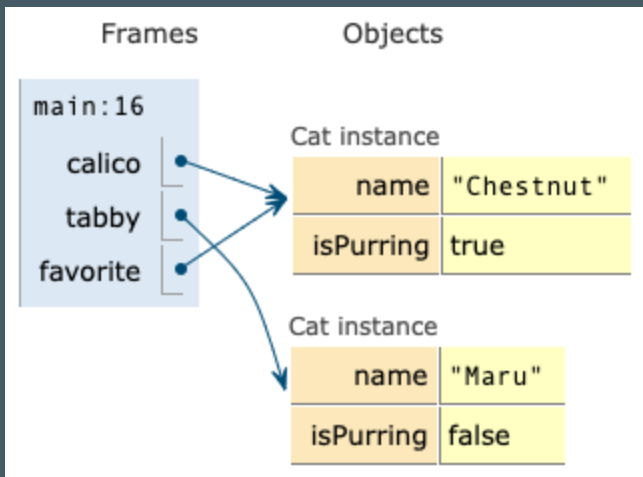 Frames Objects
main:16
calico
tabby
favorite
Cat instance
name "Chestnut"
isPurring true
Cat instance
name "Maru"
isPurring false